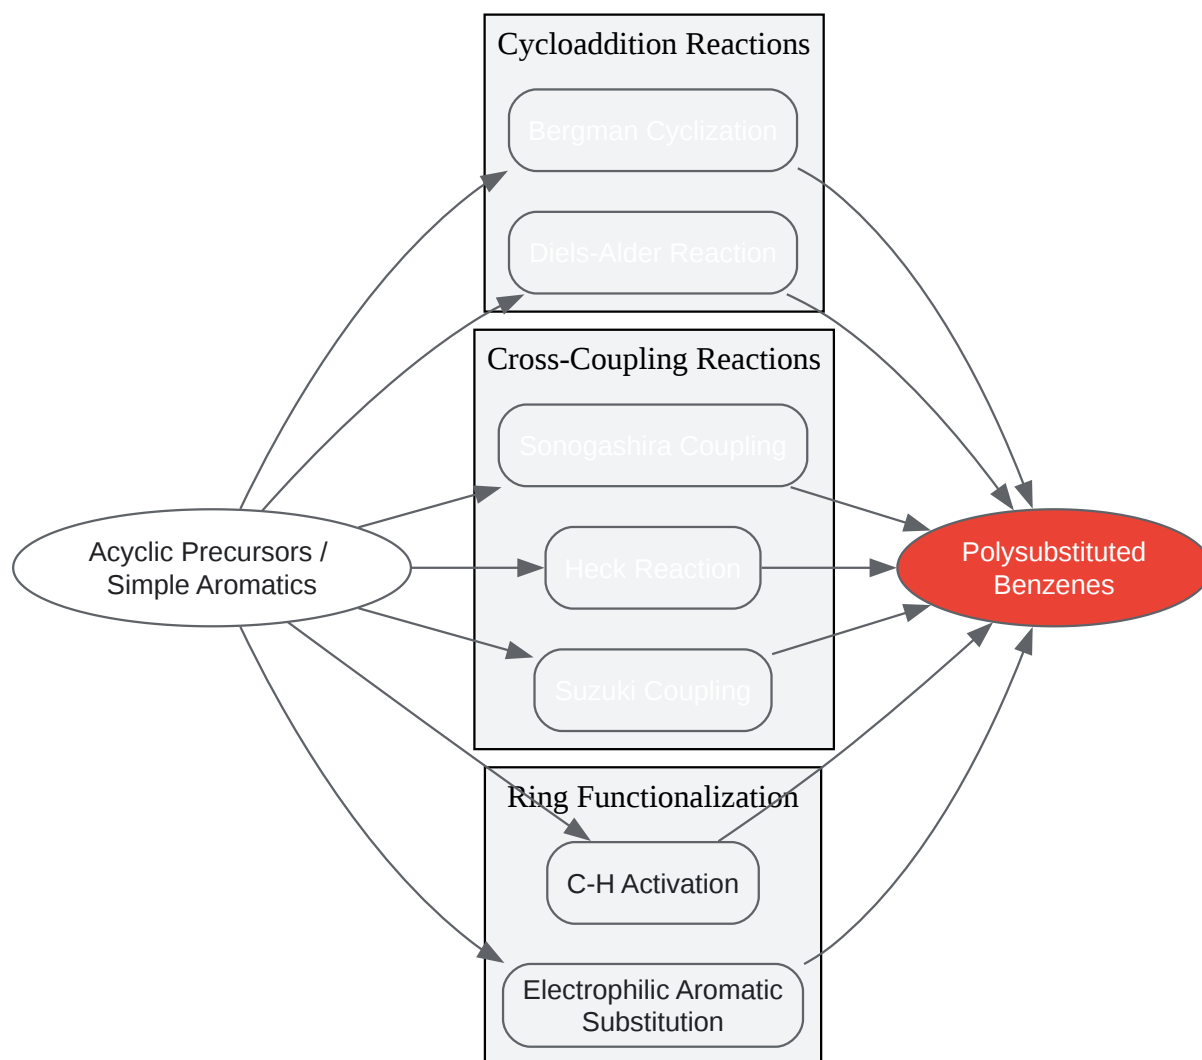 Cycloaddition Reactions
Bergman Cyclization
Diels-Alder Reaction
Cross-Coupling Reactions
Sonogashira Coupling
Heck Reaction
Suzuki Coupling
Acyclic Precursors /
Simple Aromatics
Polysubstituted
Benzenes
Ring Functionalization
C-H Activation
Electrophilic Aromatic
Substitution